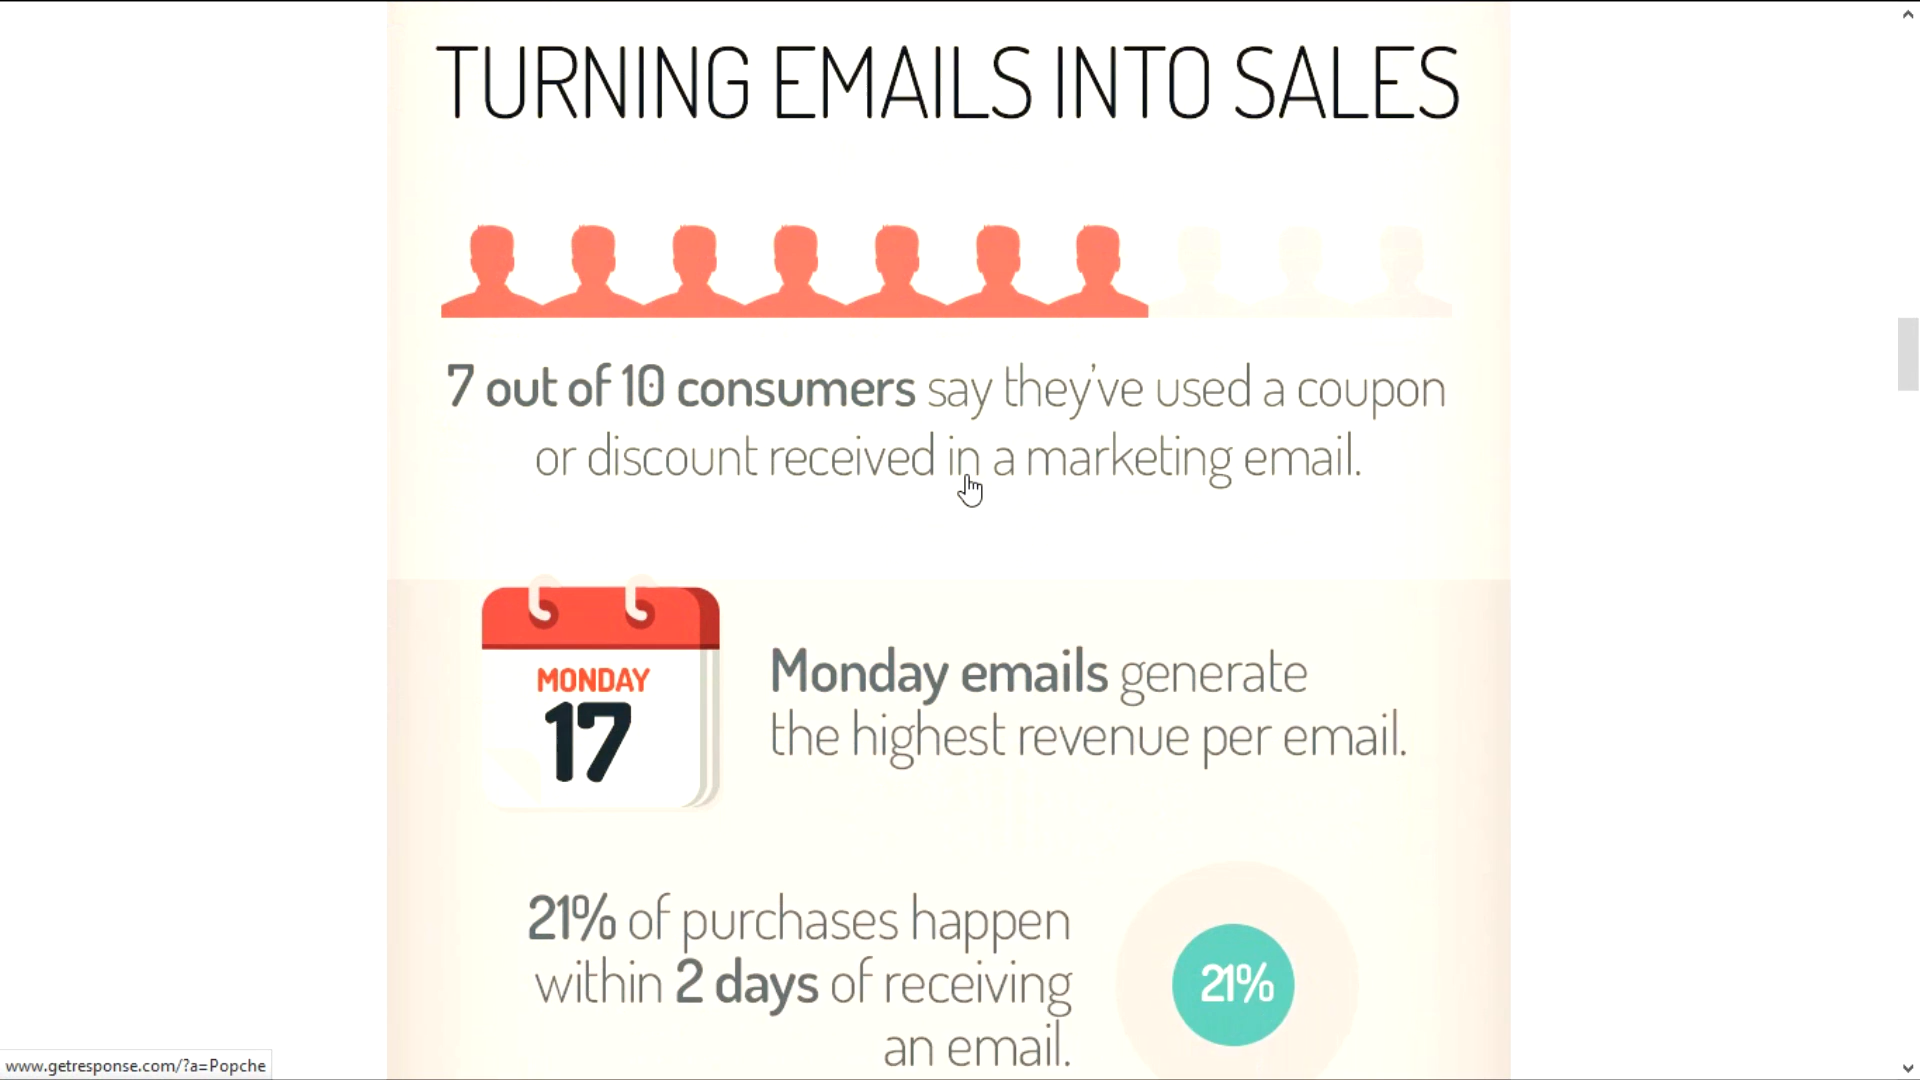 TURNING EMAILS INTO SALES
7 out of 10 consumers say they've used a coupon
or discount received in a marketing email.
MONDAY
17
Monday emails generate
the highest revenue per email.
21% of purchases happen
within 2 days of receiving
an email.
21%
www.getresponse.com/?a=Popche